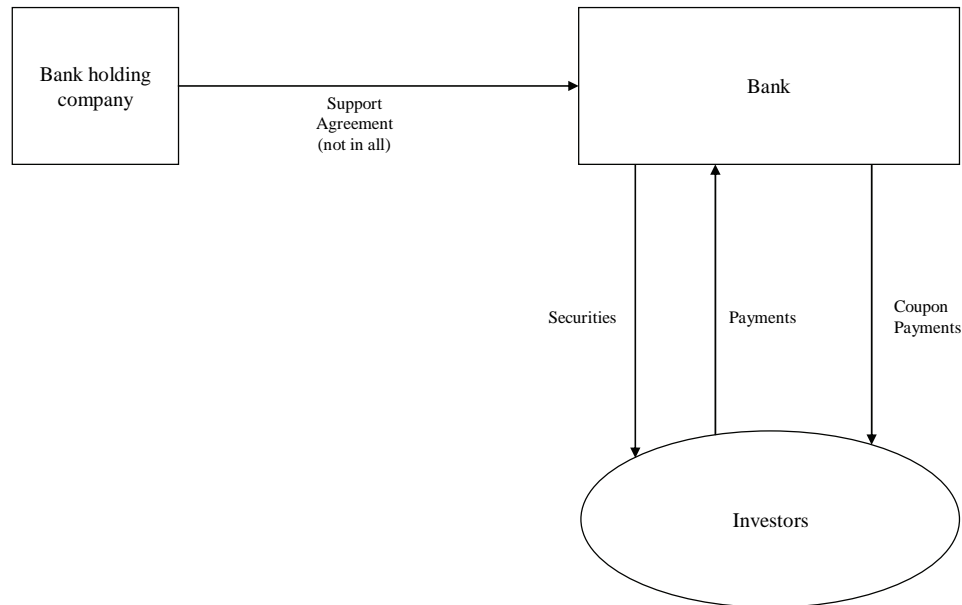 Bank holding
company
Bank
Support
Agreement
(not in all)
Securities
Payments
Coupon
Payments
Investors